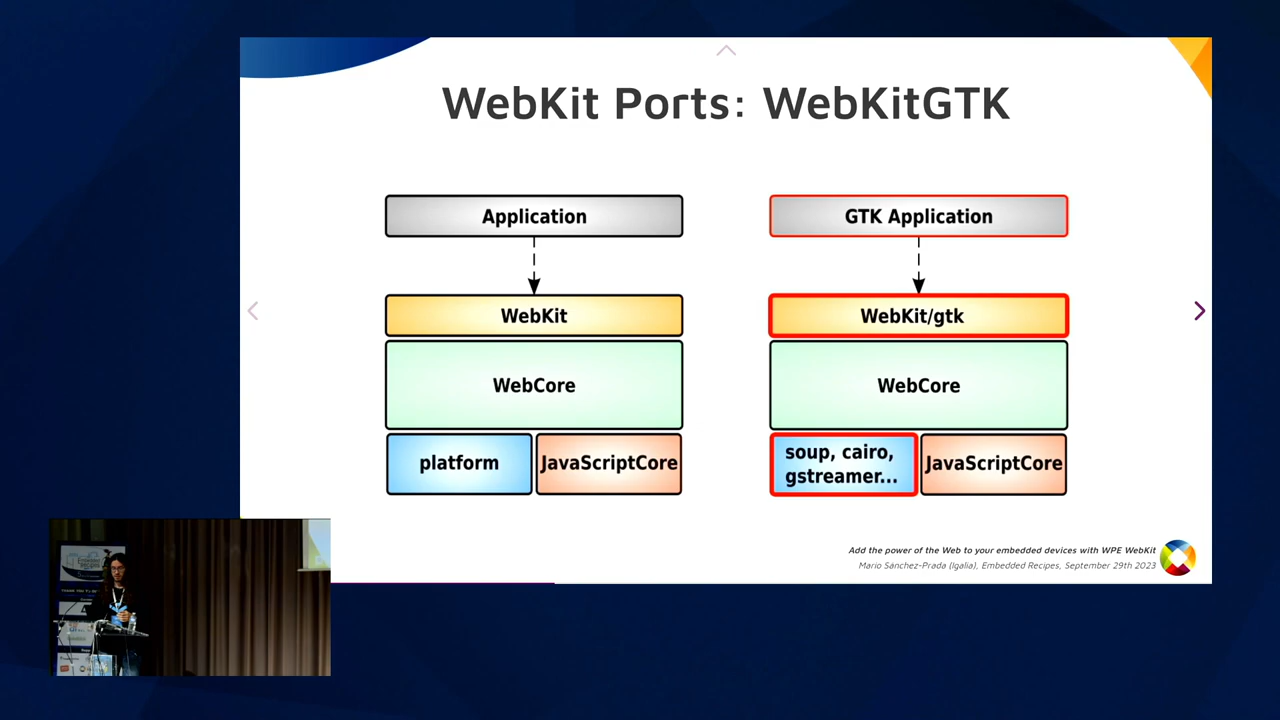 WebKit Ports: WebKitGTK
Application
WebKit
WebCore
platform
JavaScriptCore
GTK Application
WebKit/gtk
WebCore
soup, cairo,
gstreamer...
JavaScriptCore
Add the power of the Web to your embedded devices with WPE WebKit
Mario Sánchez-Prada (Igalia), Embedded Recipes, September 29th 2023